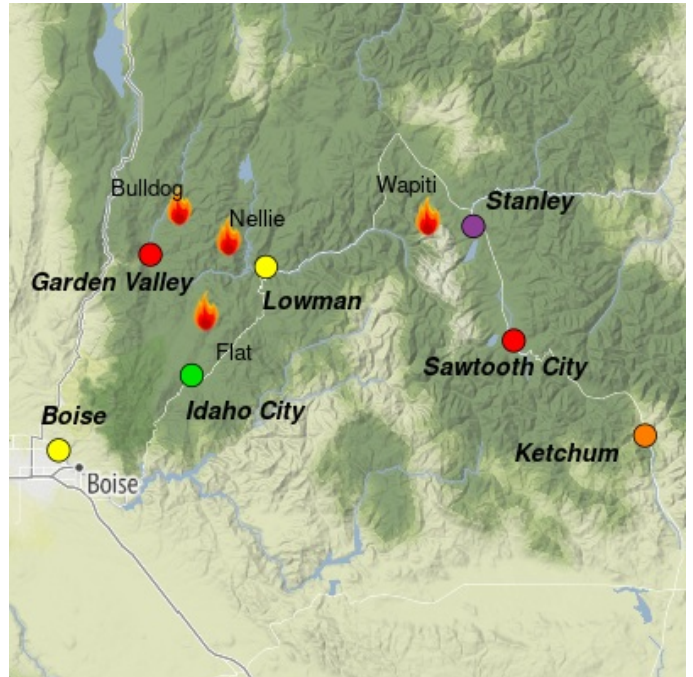 Bulldog
Wapiti
Stanley
Nellie
Garden Valley
Lowman
Flat
Sawtooth City
Idaho City
Boise
Ketchum
Boise